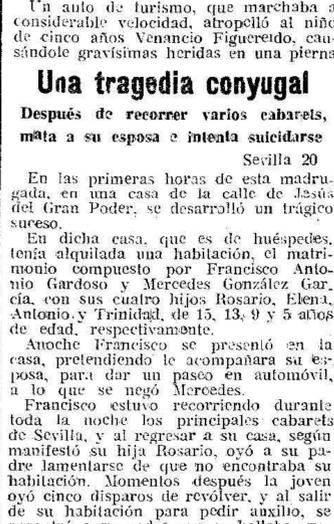 Un auto de turismo, que marchaba a
considerable velocidad, atropelló al niño
de cinco años Venancio Figueredo, cau-
sándole gravísimas heridas en una pierna
Una tragedia conyugal
Después de recorrer varios cabarets,
mata a su esposa e intenta suicidarse
Sevilla 20
En las primeras horas de esta madru-
gada, en una casa de la calle de Jesús
del Gran Poder, se desarrolló un trágico
suceso.
En dicha casa, que es de huéspedes,
tenía alquilada una habitación, el matri-
monio compuesto por Francisco Anto-
nio Gardoso y Mercedes González Gar-
cía, con sus cuatro hijos Rosario, Elena,
Antonio y Trinidad, de 15, 13, 9 y 5 años
de edad, respectivamente.
Anoche Francisco se presentó en la
casa, pretendiendo le acompañara su es-
posa, para dar un paseo en automóvil,
a lo que se negó Mercedes.
Francisco estuvo recorriendo durante
toda la noche los principales cabarets
de Sevilla, y al regresar a su casa, según
manifestó su hija Rosario, oyó a su pa-
dre lamentarse de que no encontraba su
habitación. Momentos después la joven
oyó cinco disparos de revólver, y al salir
de su habitación para pedir auxilio, se